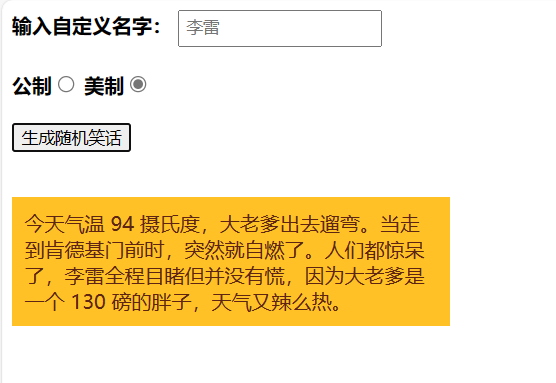 输入自定义名字： 李雷
公制 美制
生成随机笑话
今天气温 94 摄氏度，大老爹出去遛弯。当走
到肯德基门前时，突然就自燃了。人们都惊呆
了，李雷全程目睹但并没有慌，因为大老爹是
一个 130 磅的胖子，天气又辣么热。